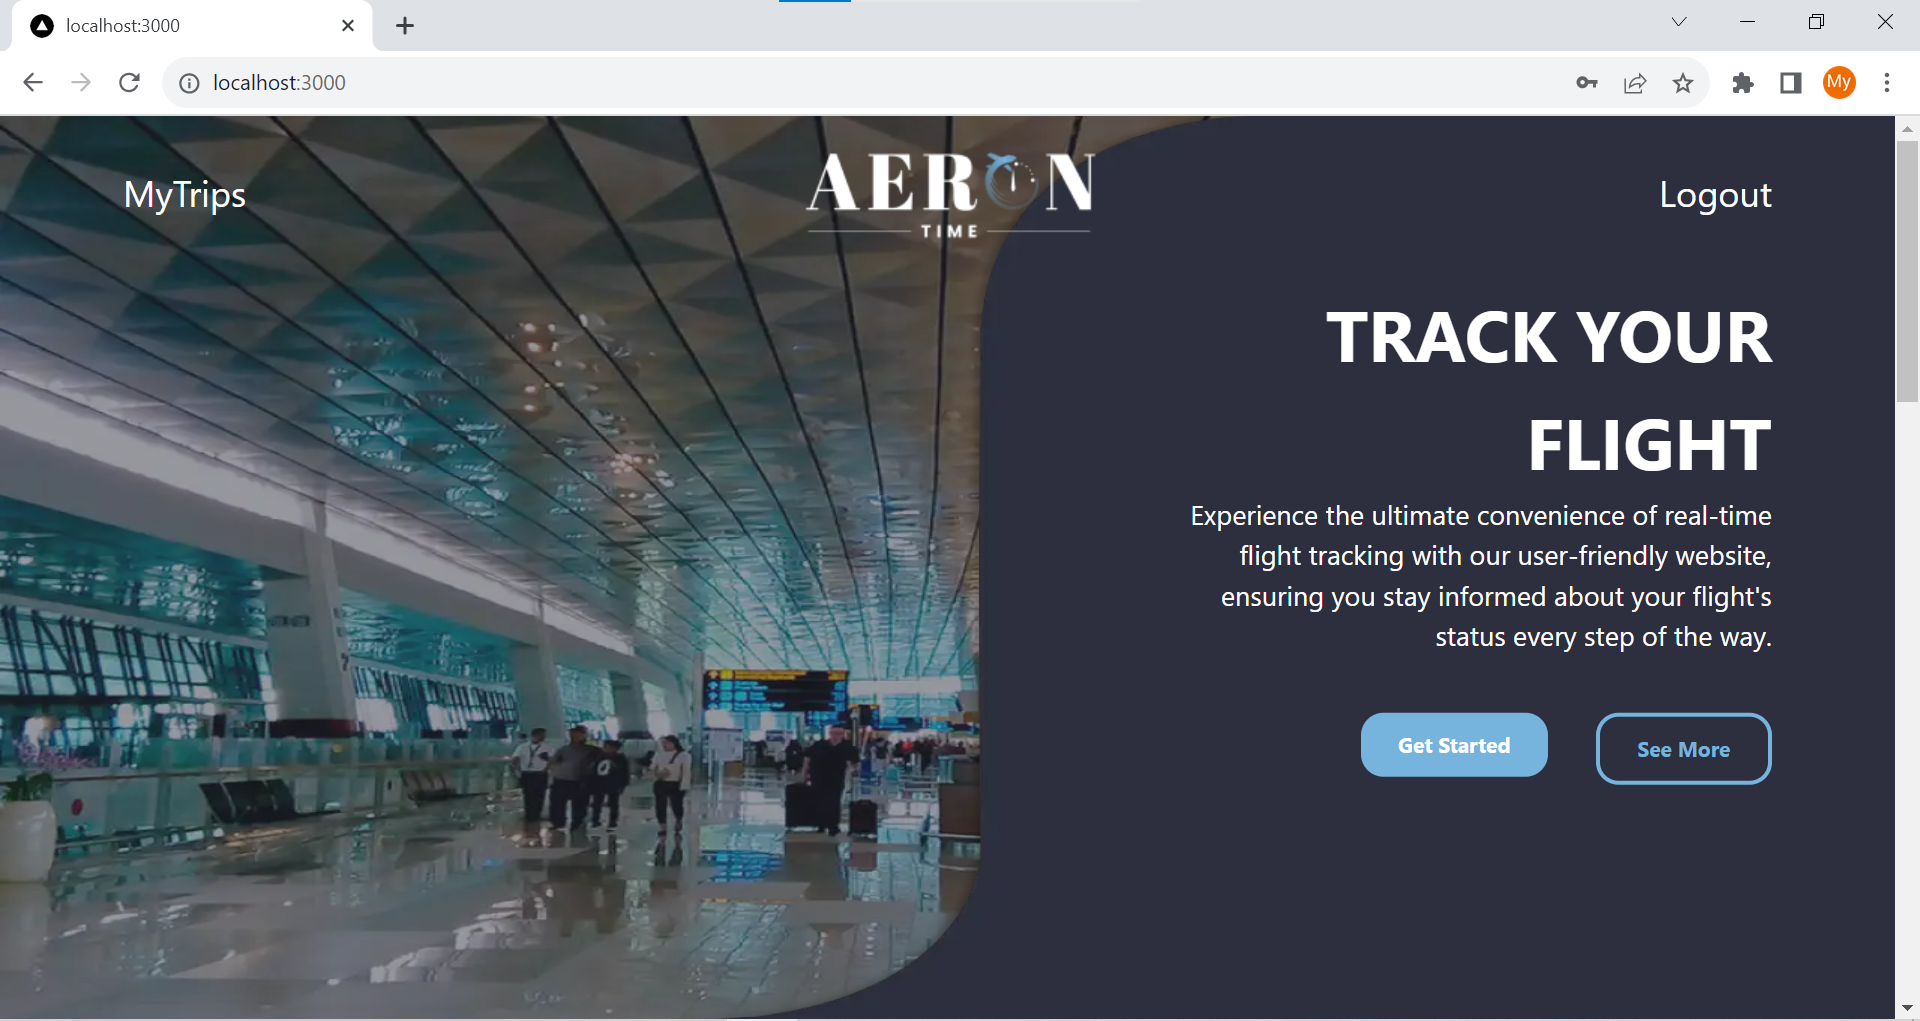 localhost:3000
localhost:3000
My
MyTrips
AERON
TIME
Logout
TRACK YOUR
FLIGHT
Experience the ultimate convenience of real-time
flight tracking with our user-friendly website,
ensuring you stay informed about your flight's
status every step of the way.
Get Started
See More